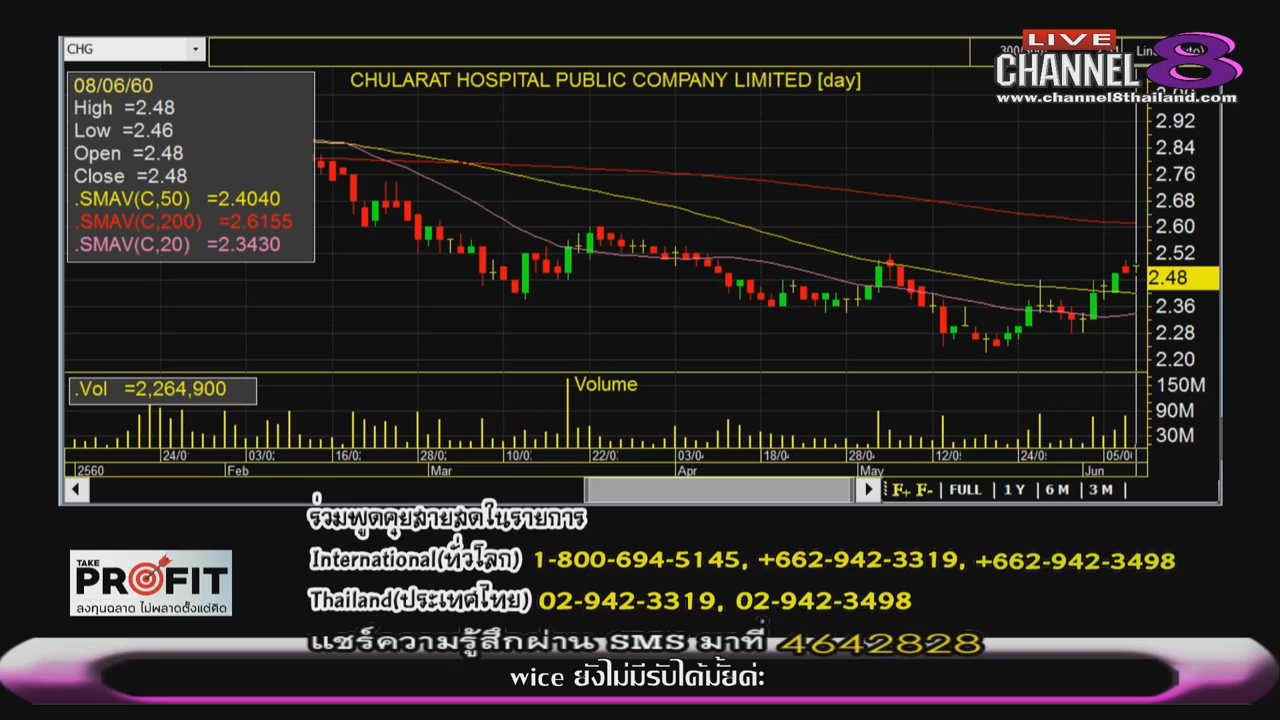 CHG
LIVE
CHANNEL 8
www.channel8thailand.com
CHULARAT HOSPITAL PUBLIC COMPANY LIMITED [day]
08/06/60
High =2.48
Low =2.46
Open =2.48
Close =2.48
.SMAV(C,50) =2.4040
.SMAV(C,200) =2.6155
.SMAV(C,20) =2.3430
2.92
2.84
2.76
2.68
2.60
2.52
2.48
2.36
2.28
2.20
.Vol =2,264,900
Volume
150M
90M
30M
24/0 03/0 16/0 28/0 10/0 22/0 03/0 18/0 28/0 12/0 24/0 05/0
2560 Feb Mar Apr May Jun
F+ F- | FULL | 1 Y | 6 M | 3 M |
ร่วมพูดคุยสายสดในรายการ
International(ทั่วโลก) 1-800-694-5145, +662-942-3319, +662-942-3498
Thailand(ประเทศไทย) 02-942-3319, 02-942-3498
TAKE
PROFIT
ลงทุนฉลาด ไม่พลาดตั้งแต่คิด
แชร์ความรู้สึกผ่าน SMS มาที่ 4642828
wice ยังไม่มีรับได้มั้ยค่ะ